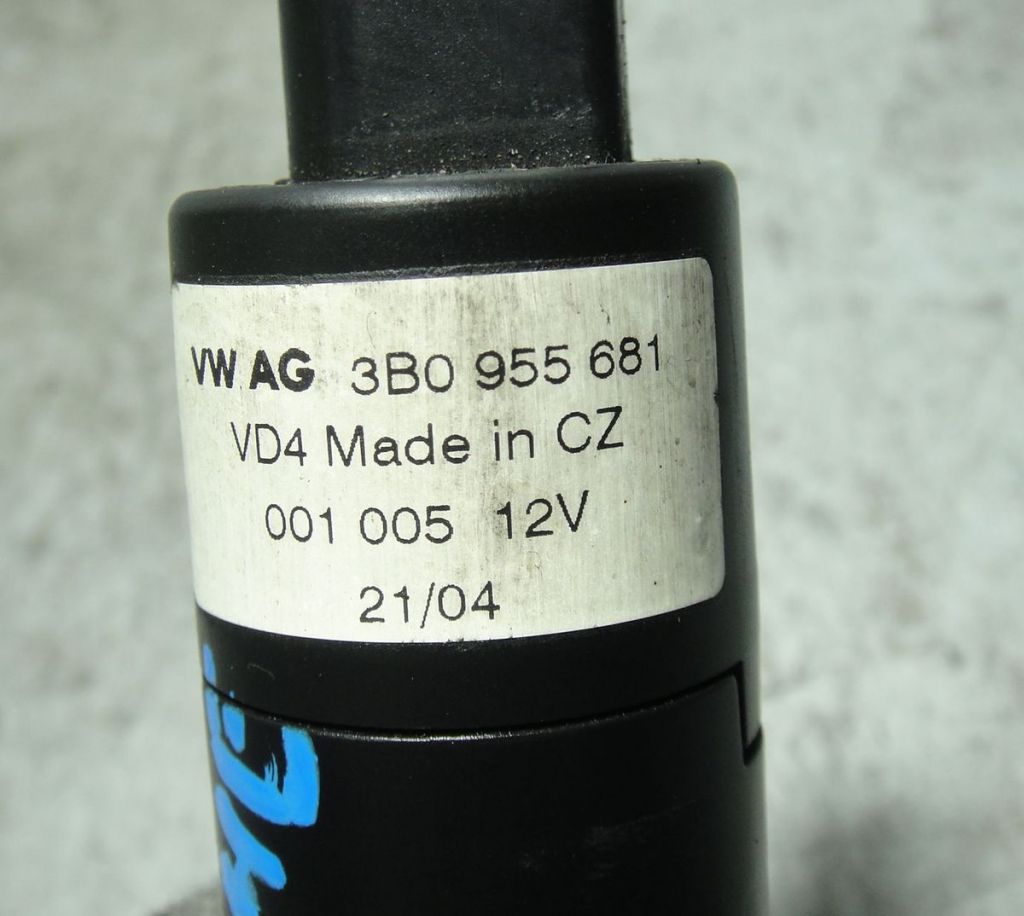 VW AG 3B0 955 681
VD4 Made in CZ
001 005 12V
21/04